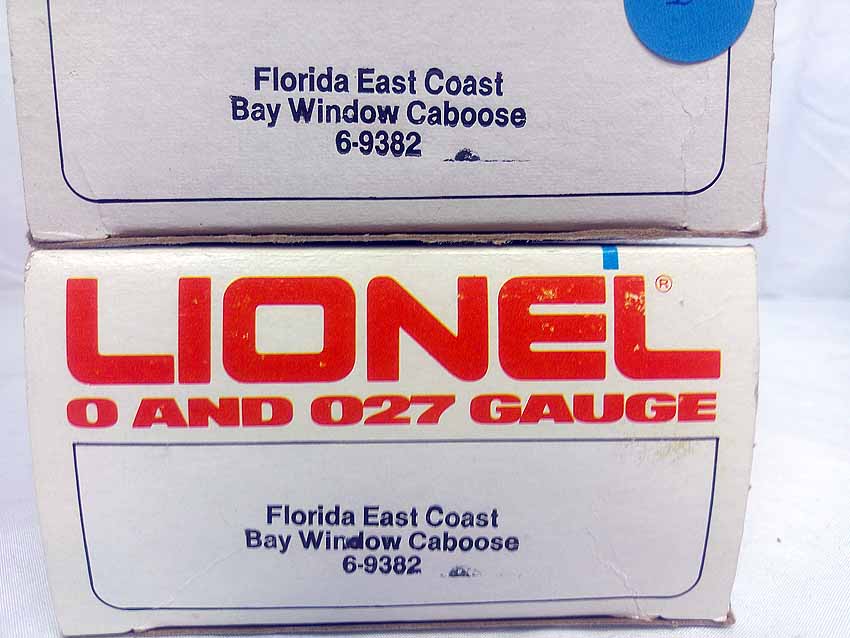 Florida East Coast
Bay Window Caboose
6-9382
LIONEL®
O AND O27 GAUGE
Florida East Coast
Bay Window Caboose
6-9382